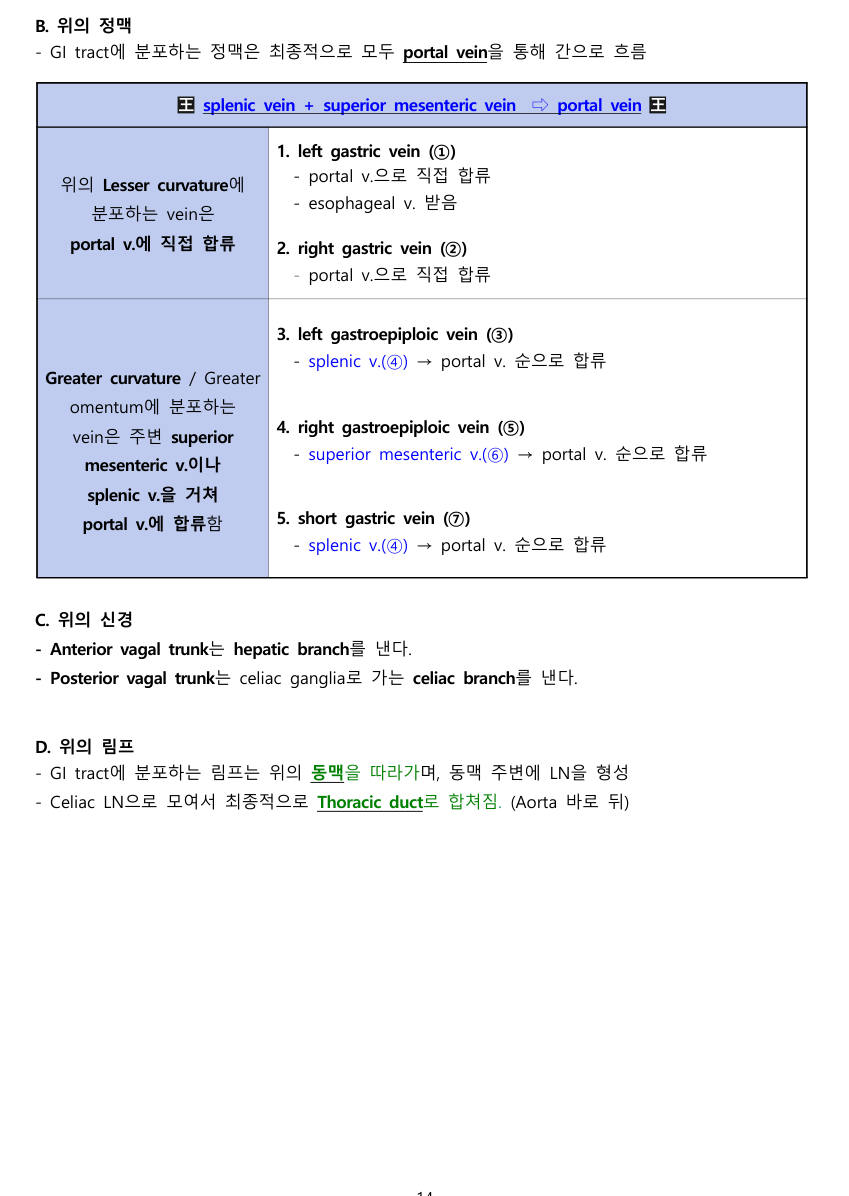 B. 위의 정맥
- GI tract에 분포하는 정맥은 최종적으로 모두 portal vein을 통해 간으로 흐름
王 splenic vein + superior mesenteric vein ⇨ portal vein 王
위의 Lesser curvature에
분포하는 vein은
portal v.에 직접 합류
1. left gastric vein (①)
- portal v.으로 직접 합류
- esophageal v. 받음
2. right gastric vein (②)
- portal v.으로 직접 합류
Greater curvature / Greater
omentum에 분포하는
vein은 주변 superior
mesenteric v.이나
splenic v.을 거쳐
portal v.에 합류함
3. left gastroepiploic vein (③)
- splenic v.(④) → portal v. 순으로 합류
4. right gastroepiploic vein (⑤)
- superior mesenteric v.(⑥) → portal v. 순으로 합류
5. short gastric vein (⑦)
- splenic v.(④) → portal v. 순으로 합류
C. 위의 신경
- Anterior vagal trunk는 hepatic branch를 낸다.
- Posterior vagal trunk는 celiac ganglia로 가는 celiac branch를 낸다.
D. 위의 림프
- GI tract에 분포하는 림프는 위의 동맥을 따라가며, 동맥 주변에 LN을 형성
- Celiac LN으로 모여서 최종적으로 Thoracic duct로 합쳐짐. (Aorta 바로 뒤)
14